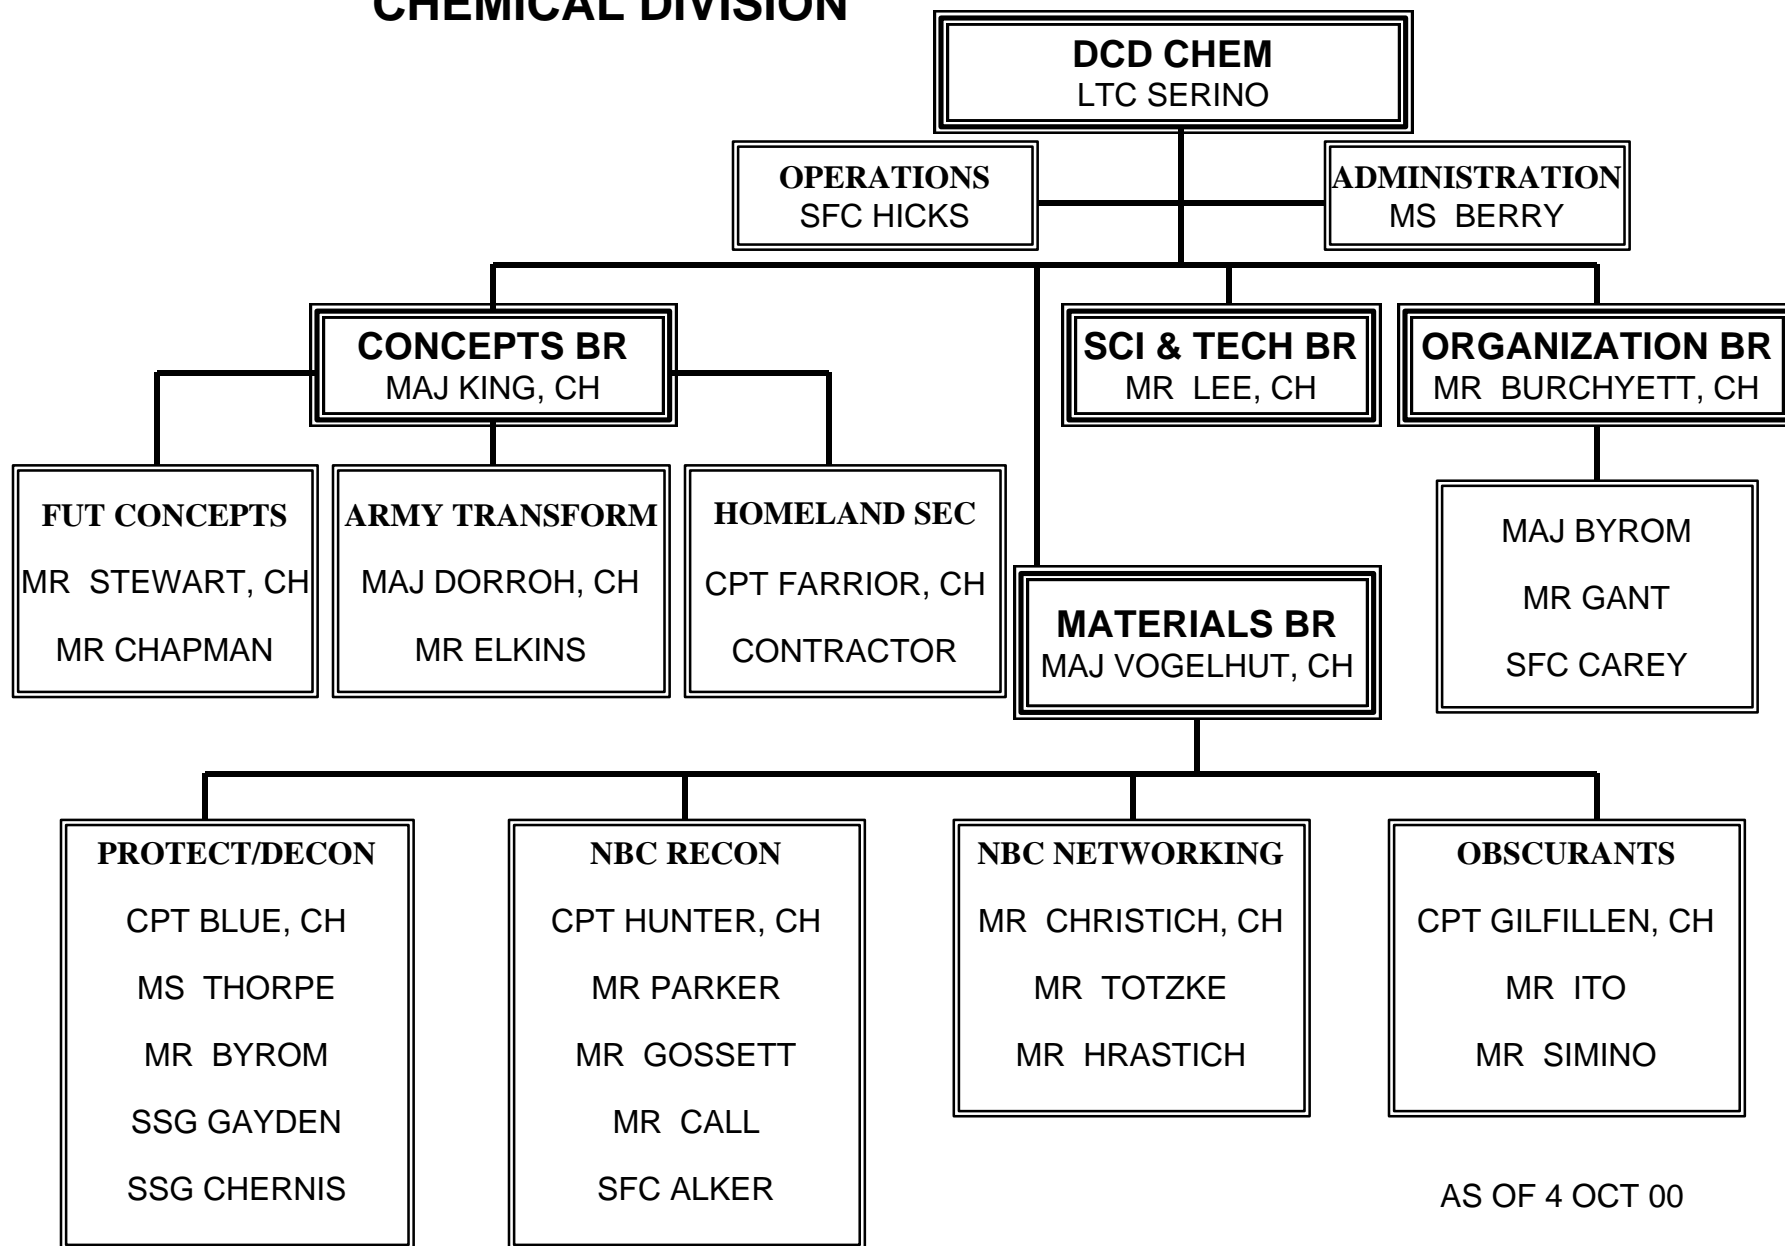 CHEMICAL DIVISION
DCD CHEM
LTC SERINO
OPERATIONS
SFC HICKS
ADMINISTRATION
MS BERRY
CONCEPTS BR
MAJ KING, CH
SCI & TECH BR
MR LEE, CH
ORGANIZATION BR
MR BURCHYETT, CH
FUT CONCEPTS
MR STEWART, CH
MR CHAPMAN
ARMY TRANSFORM
MAJ DORROH, CH
MR ELKINS
HOMELAND SEC
CPT FARRIOR, CH
CONTRACTOR
MATERIALS BR
MAJ VOGELHUT, CH
MAJ BYROM
MR GANT
SFC CAREY
PROTECT/DECON
CPT BLUE, CH
MS THORPE
MR BYROM
SSG GAYDEN
SSG CHERNIS
NBC RECON
CPT HUNTER, CH
MR PARKER
MR GOSSETT
MR CALL
SFC ALKER
NBC NETWORKING
MR CHRISTICH, CH
MR TOTZKE
MR HRASTICH
OBSCURANTS
CPT GILFILLEN, CH
MR ITO
MR SIMINO
AS OF 4 OCT 00